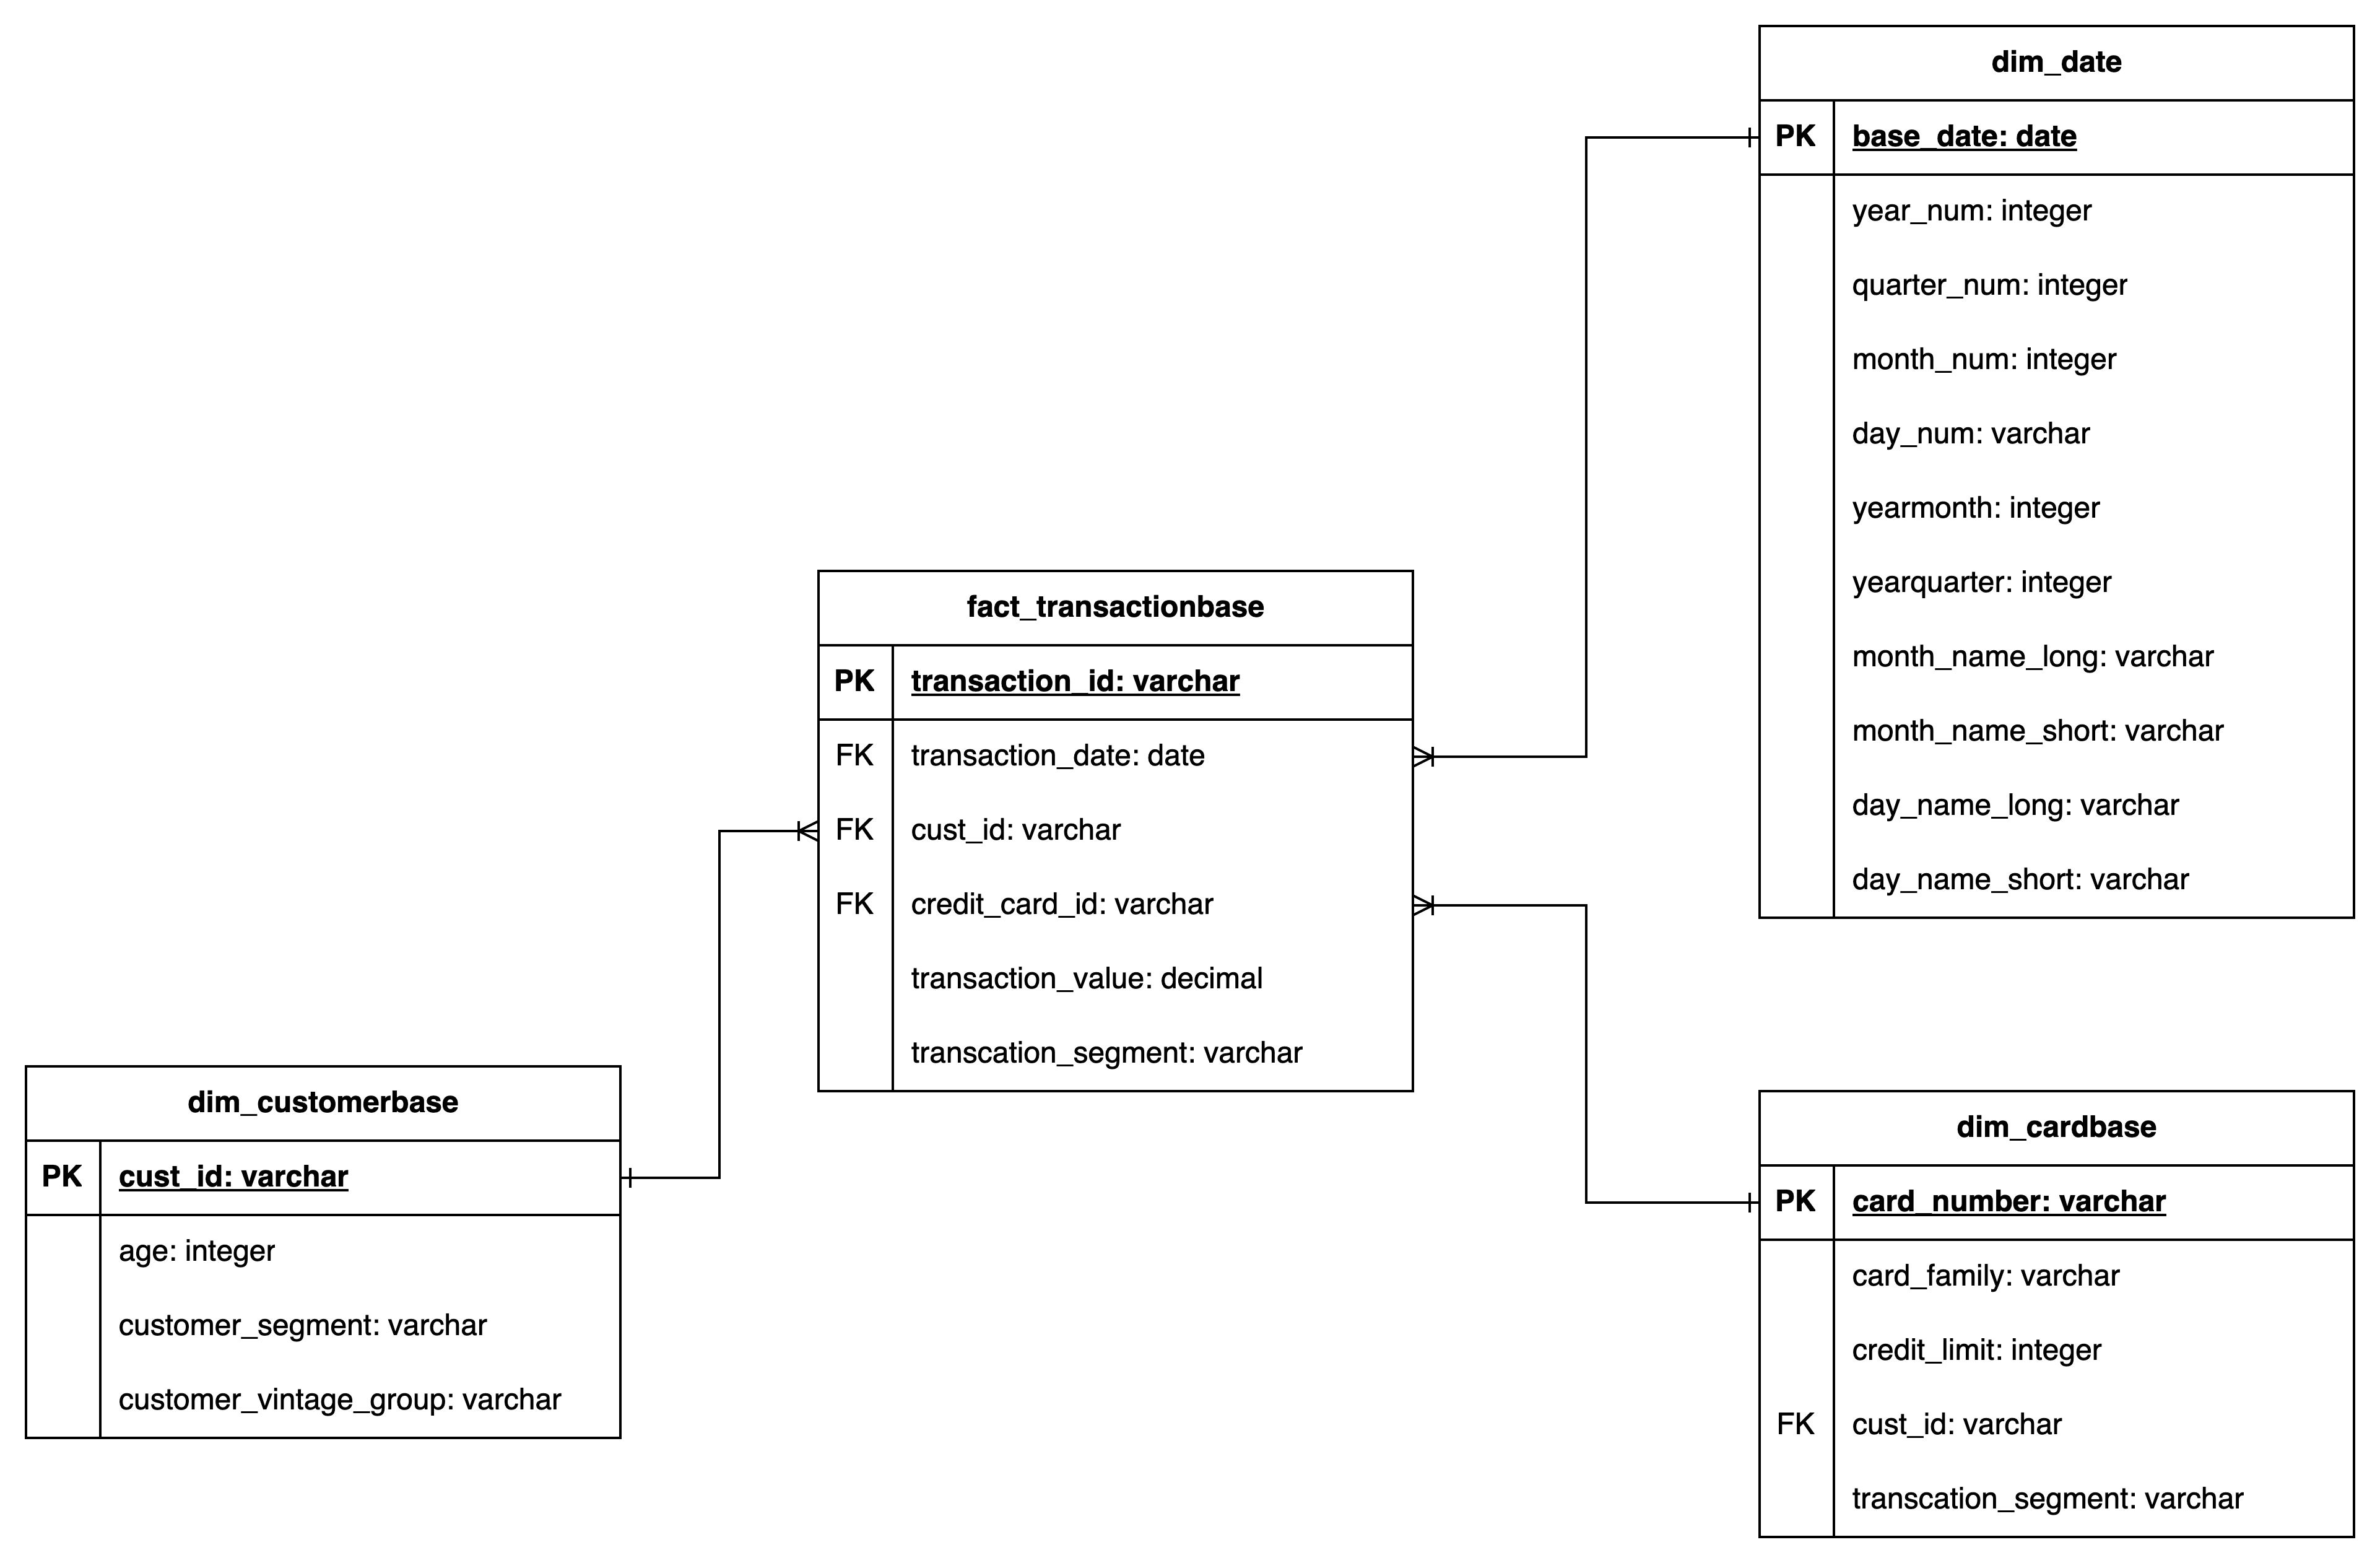 dim_date
PK base_date: date
year_num: integer
quarter_num: integer
month_num: integer
day_num: varchar
yearmonth: integer
yearquarter: integer
month_name_long: varchar
month_name_short: varchar
day_name_long: varchar
day_name_short: varchar
fact_transactionbase
PK transaction_id: varchar
FK transaction_date: date
FK cust_id: varchar
FK credit_card_id: varchar
transaction_value: decimal
transcation_segment: varchar
dim_customerbase
PK cust_id: varchar
age: integer
customer_segment: varchar
customer_vintage_group: varchar
dim_cardbase
PK card_number: varchar
card_family: varchar
credit_limit: integer
FK cust_id: varchar
transcation_segment: varchar